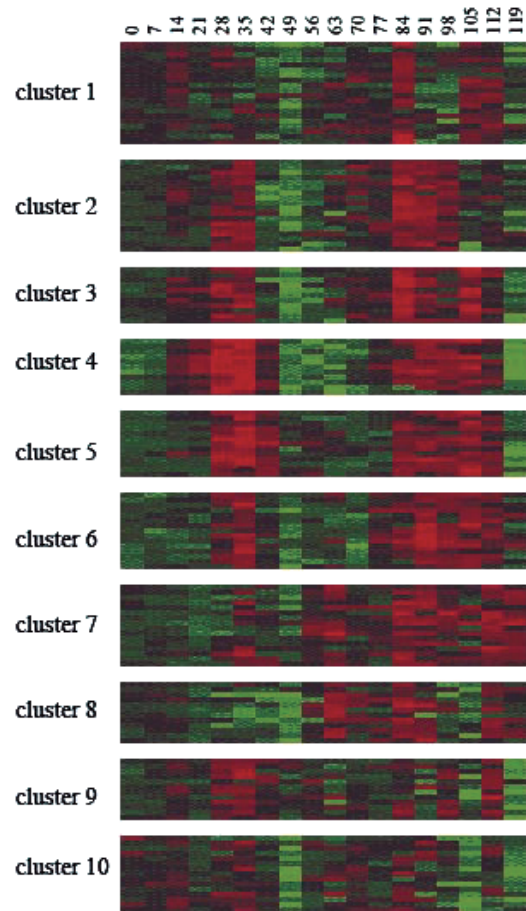 0 7 14 21 28 35 42 49 56 63 70 77 84 91 98 105 112 119
cluster 1
cluster 2
cluster 3
cluster 4
cluster 5
cluster 6
cluster 7
cluster 8
cluster 9
cluster 10